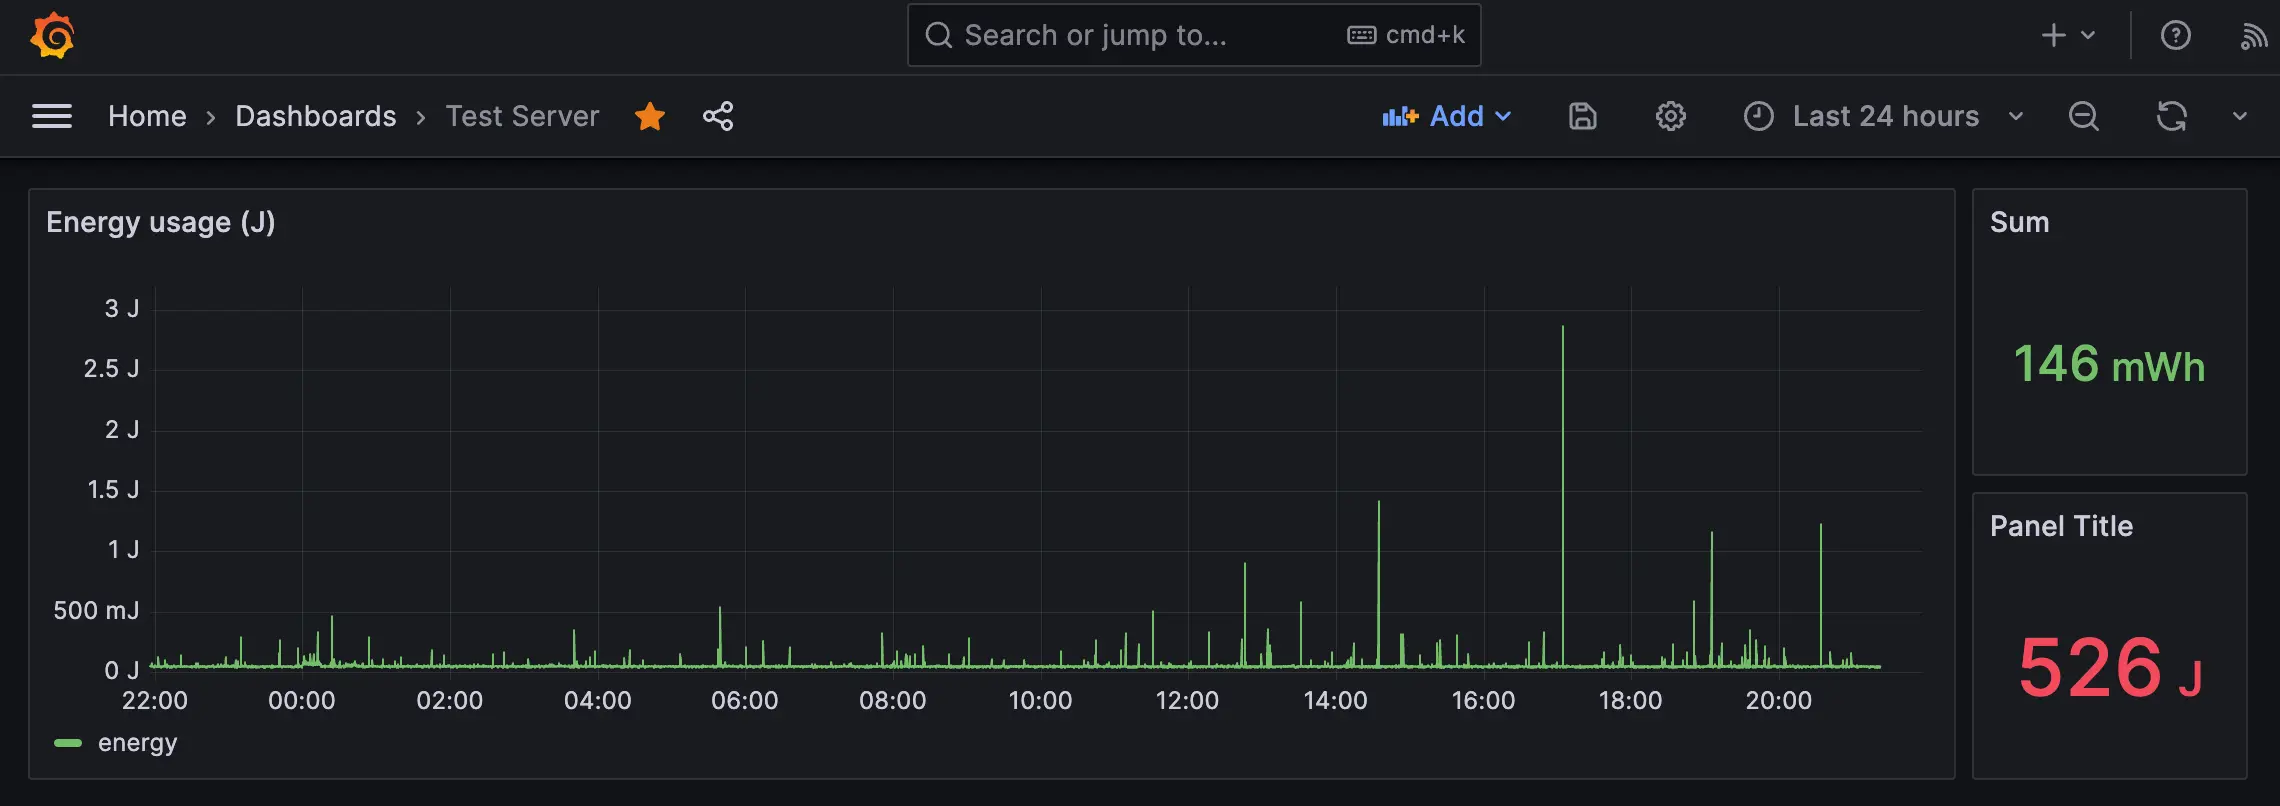 Search or jump to... cmd+k
Home › Dashboards › Test Server Add Last 24 hours
Energy usage (J)
3 J
2.5 J
2 J
1.5 J
1 J
500 mJ
0 J
22:00 00:00 02:00 04:00 06:00 08:00 10:00 12:00 14:00 16:00 18:00 20:00
energy
Sum
146 mWh
Panel Title
526 J